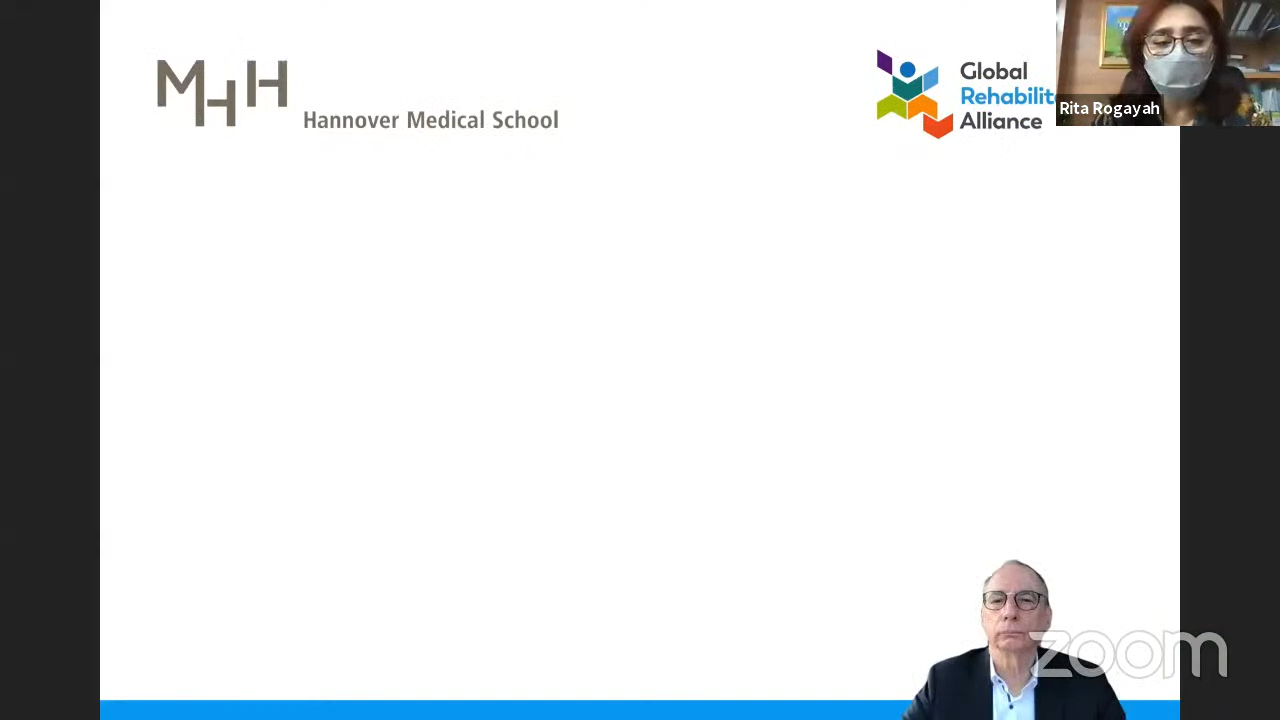 MHH
Hannover Medical School
Global
Rehabilit
Alliance
Rita Rogayah
zoom